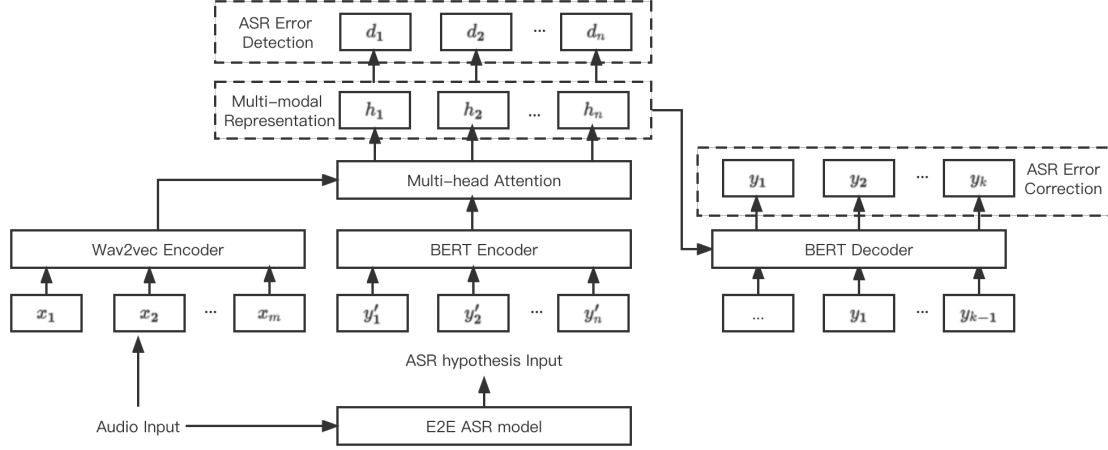 ASR Error
Detection
d₁ d₂ ... dₙ
Multi-modal
Representation
h₁ h₂ ... hₙ
Multi-head Attention
y₁ y₂ ... yₖ
ASR Error
Correction
Wav2vec Encoder
BERT Encoder
BERT Decoder
x₁ x₂ ... xₘ
y′₁ y′₂ ... y′ₙ
... y₁ ... yₖ₋₁
ASR hypothesis Input
Audio Input
E2E ASR model